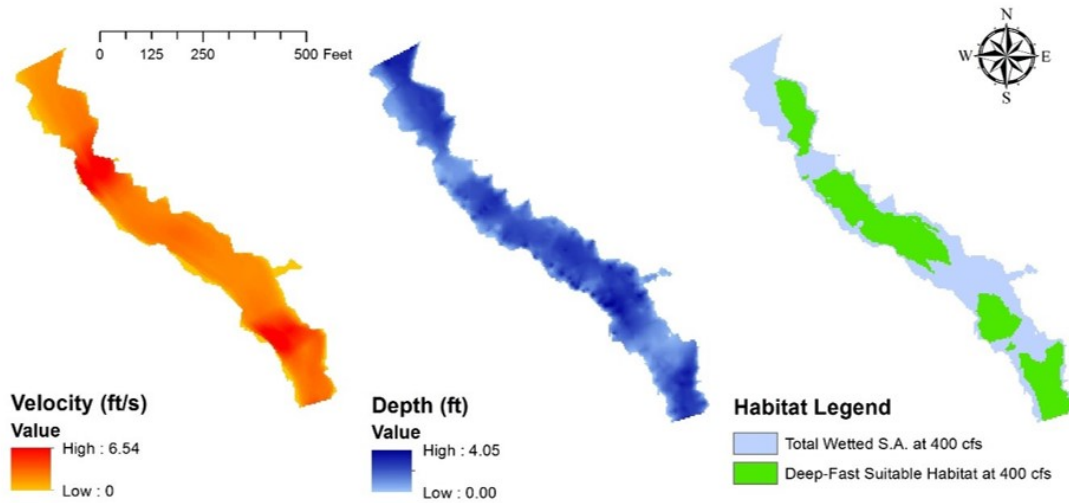 0 125 250 500 Feet
N
W E
S
Velocity (ft/s)
Value
High : 6.54
Low : 0
Depth (ft)
Value
High : 4.05
Low : 0.00
Habitat Legend
Total Wetted S.A. at 400 cfs
Deep-Fast Suitable Habitat at 400 cfs